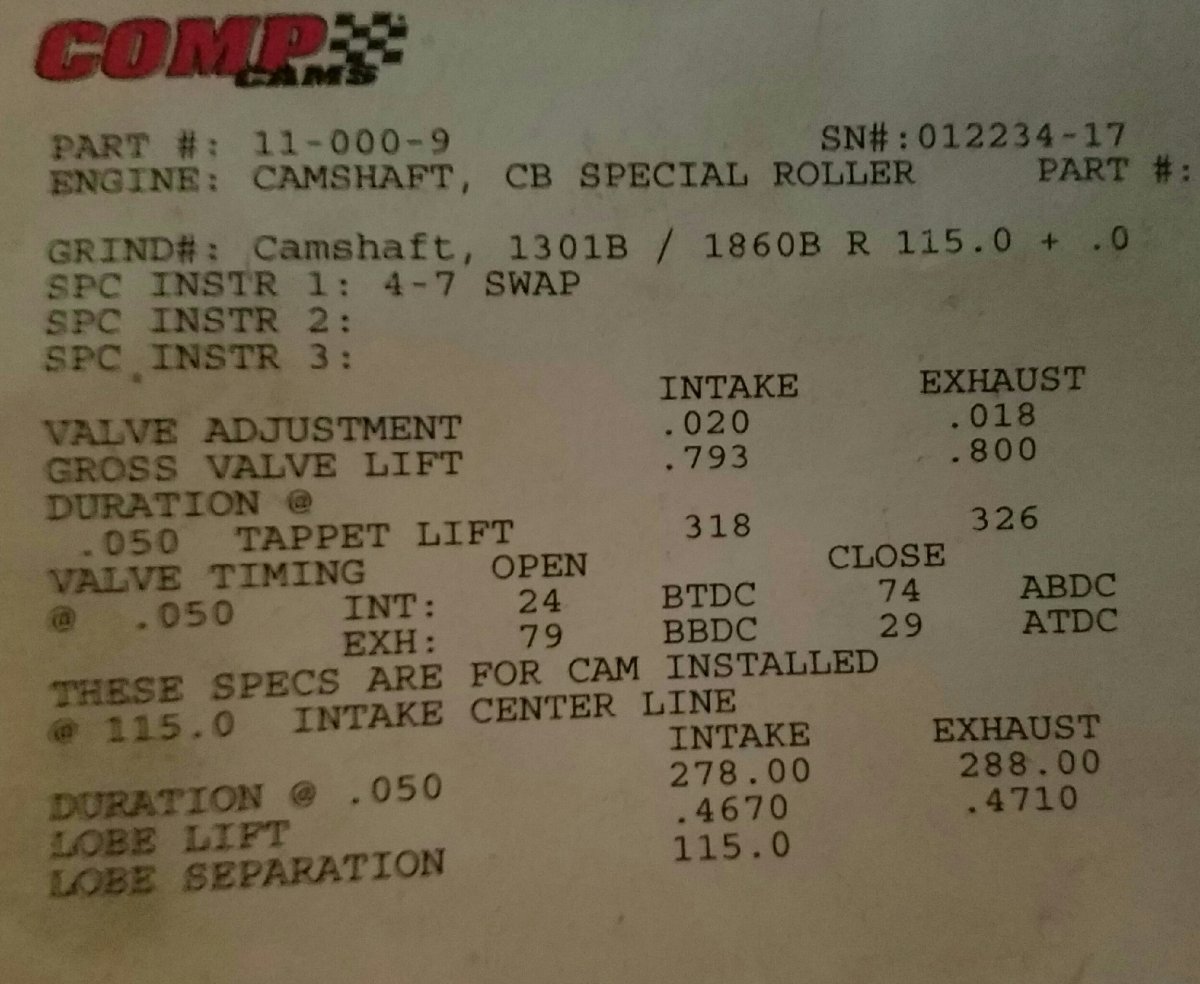 COMP
CAMS
PART #: 11-000-9 SN#:012234-17
ENGINE: CAMSHAFT, CB SPECIAL ROLLER PART #:
GRIND#: Camshaft, 1301B / 1860B R 115.0 + .0
SPC INSTR 1: 4-7 SWAP
SPC INSTR 2:
SPC INSTR 3:
INTAKE EXHAUST
VALVE ADJUSTMENT .020 .018
GROSS VALVE LIFT .793 .800
DURATION @
.050 TAPPET LIFT 318 326
VALVE TIMING OPEN CLOSE
@ .050 INT: 24 BTDC 74 ABDC
EXH: 79 BBDC 29 ATDC
THESE SPECS ARE FOR CAM INSTALLED
@ 115.0 INTAKE CENTER LINE
INTAKE EXHAUST
DURATION @ .050 278.00 288.00
LOBE LIFT .4670 .4710
LOBE SEPARATION 115.0